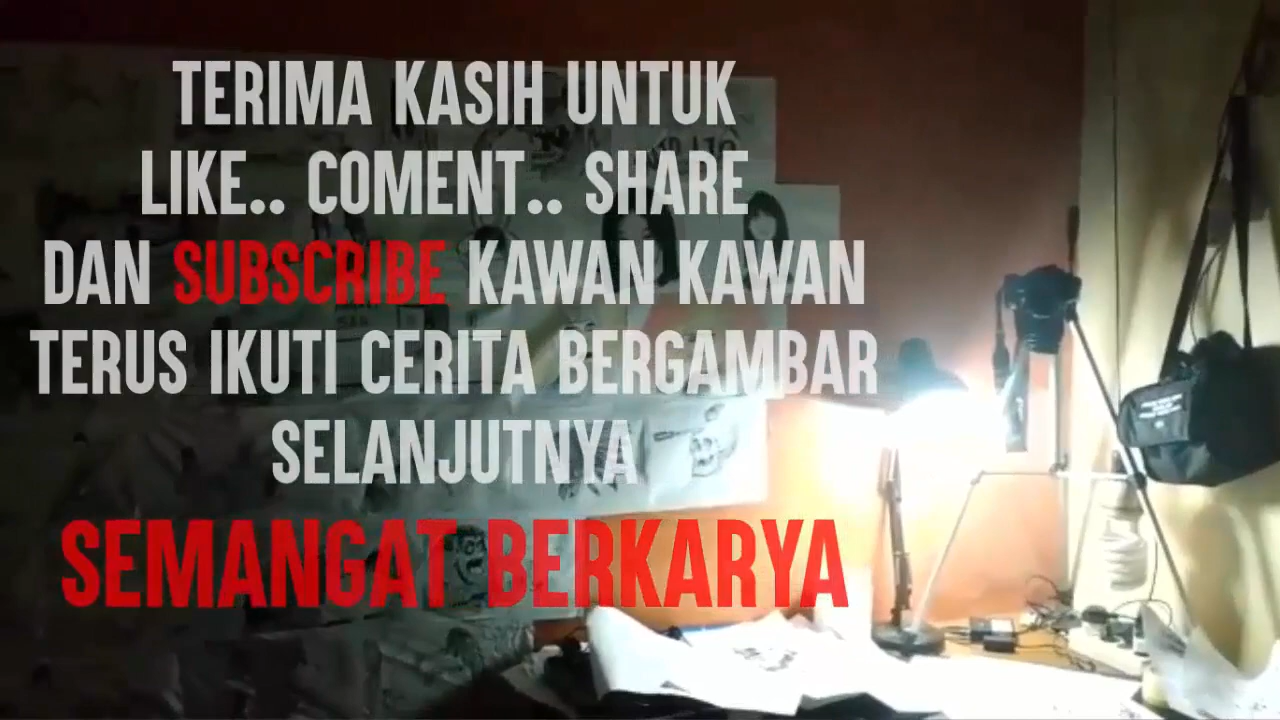 TERIMA KASIH UNTUK
LIKE.. COMENT.. SHARE
DAN SUBSCRIBE KAWAN KAWAN
TERUS IKUTI CERITA BERGAMBAR
SELANJUTNYA
SEMANGAT BERKARYA